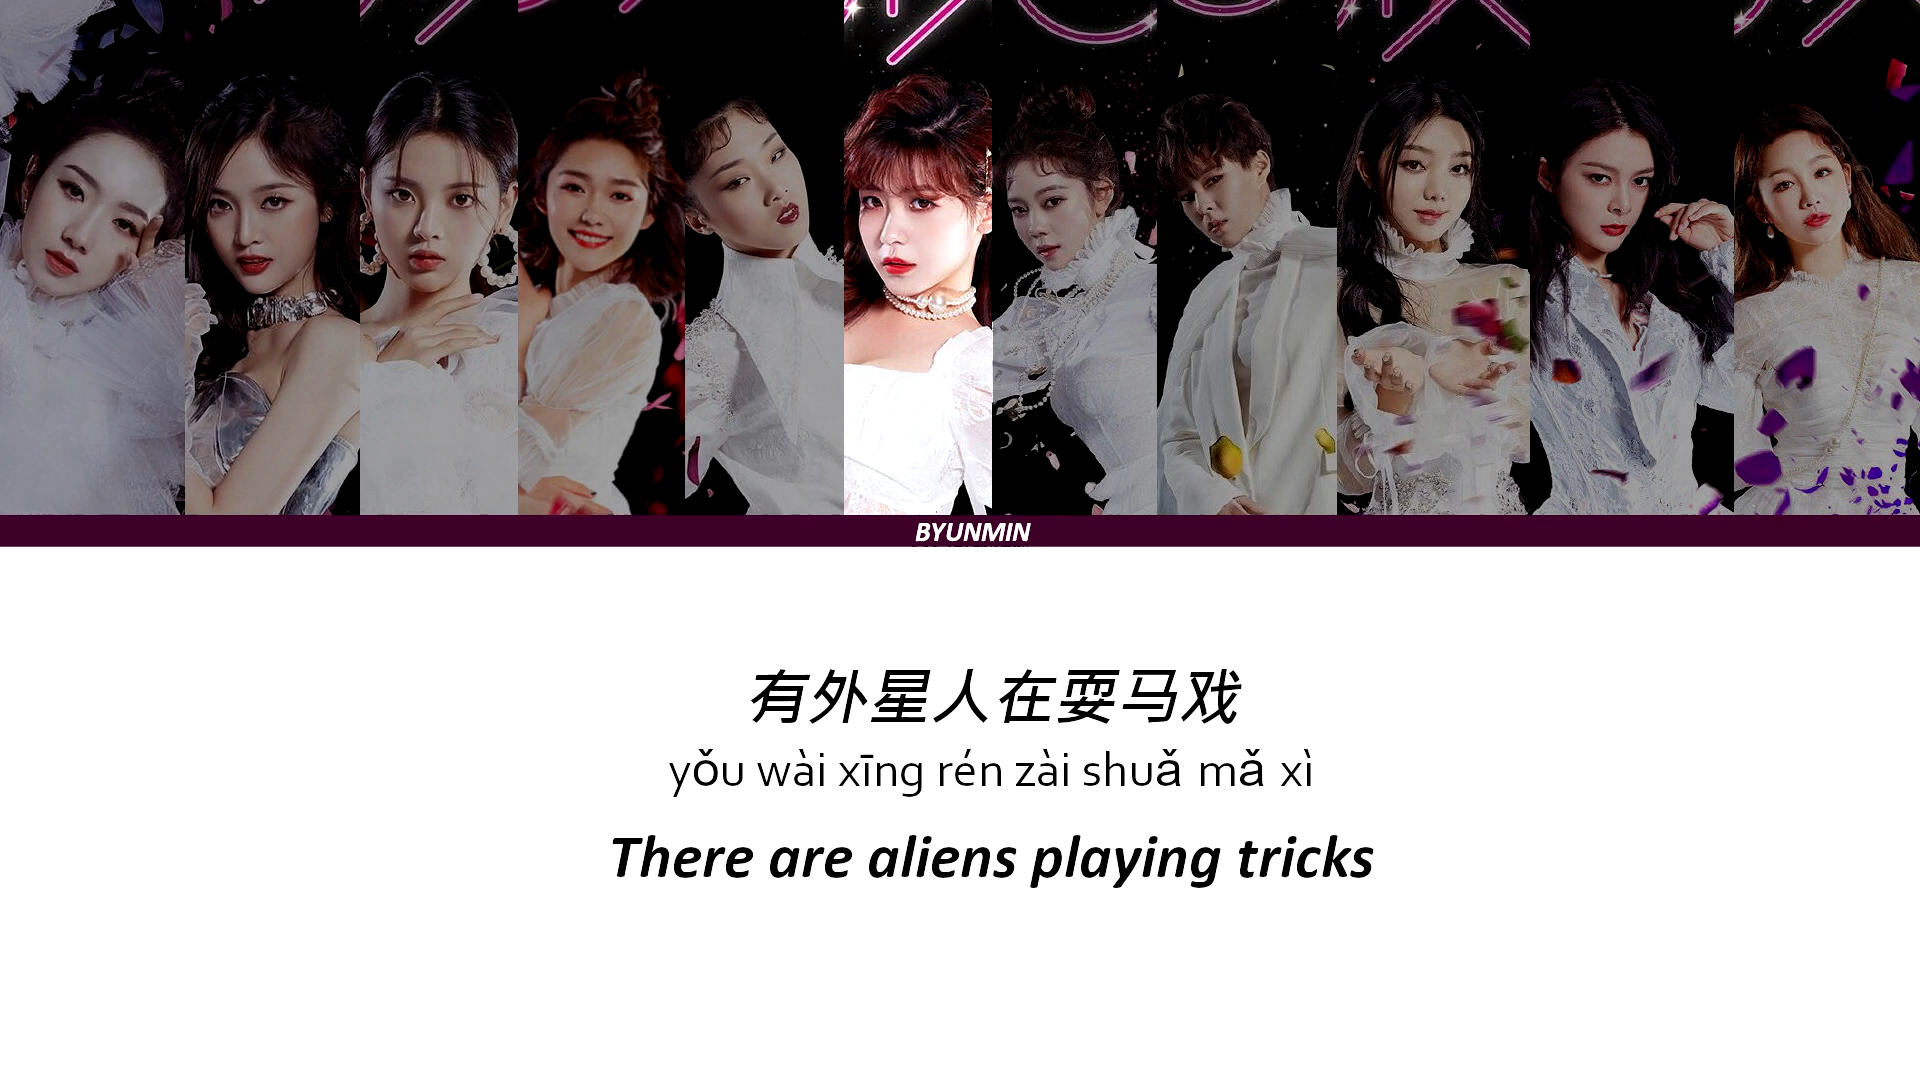 BYUNMIN
有外星人在耍马戏
yǒu wài xīng rén zài shuǎ mǎ xì
There are aliens playing tricks